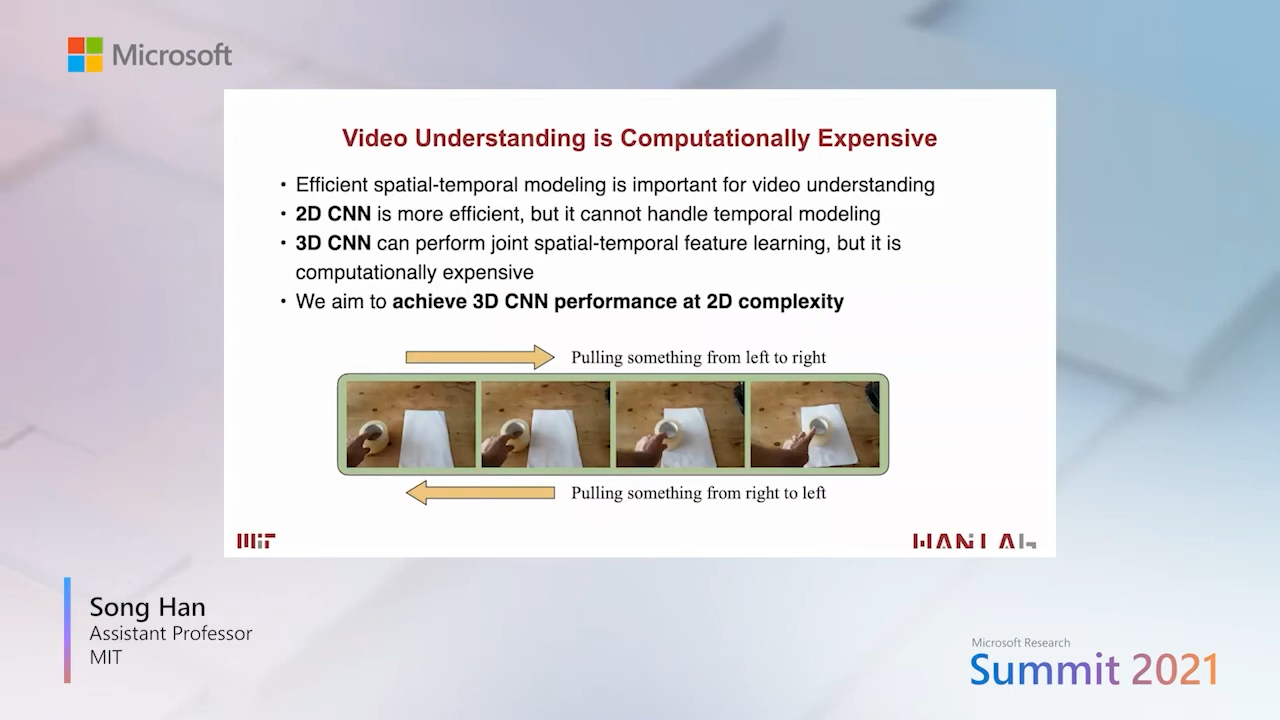 Microsoft
Video Understanding is Computationally Expensive
• Efficient spatial-temporal modeling is important for video understanding
• 2D CNN is more efficient, but it cannot handle temporal modeling
• 3D CNN can perform joint spatial-temporal feature learning, but it is
computationally expensive
• We aim to achieve 3D CNN performance at 2D complexity
Pulling something from left to right
Pulling something from right to left
MIT
HAN LAB
Song Han
Assistant Professor
MIT
Microsoft Research
Summit 2021